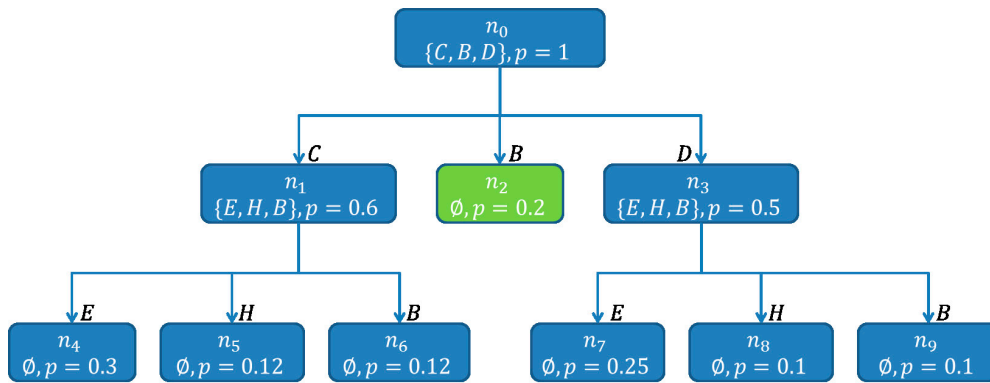 n₀
{C, B, D}, p = 1
C
B
D
n₁
{E, H, B}, p = 0.6
n₂
∅, p = 0.2
n₃
{E, H, B}, p = 0.5
E
H
B
E
H
B
n₄
∅, p = 0.3
n₅
∅, p = 0.12
n₆
∅, p = 0.12
n₇
∅, p = 0.25
n₈
∅, p = 0.1
n₉
∅, p = 0.1